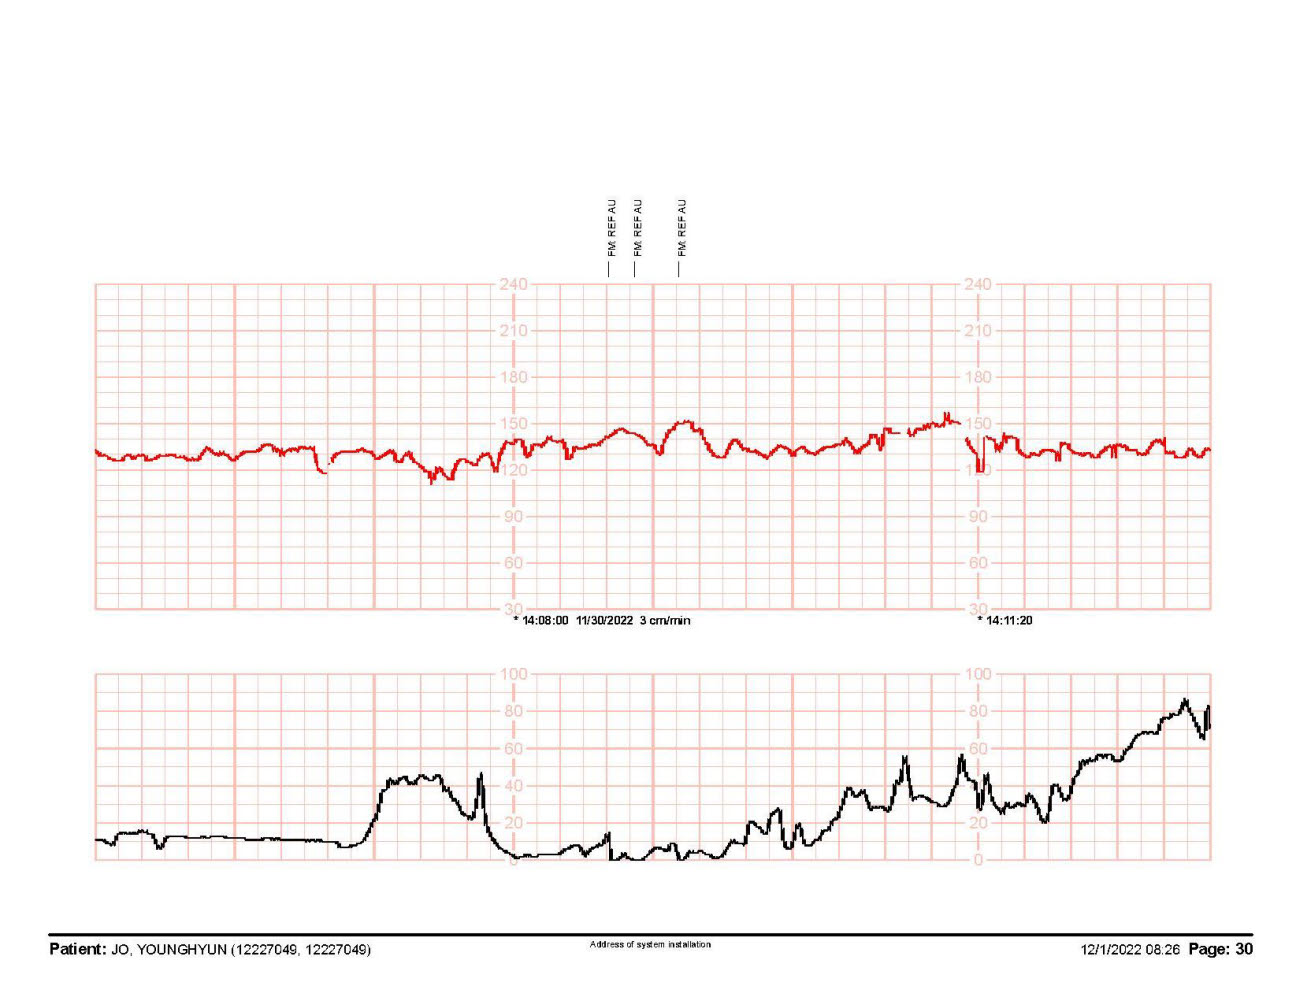 FM: REF AU
FM: REF AU
FM: REF AU
240 240
210 210
180 180
150 150
120 120
90 90
60 60
30 30
* 14:08:00 11/30/2022 3 cm/min * 14:11:20
100 100
80 80
60 60
40 40
20 20
0 0
Patient: JO, YOUNGHYUN (12227049, 12227049) Address of system installation 12/1/2022 08:26 Page: 30